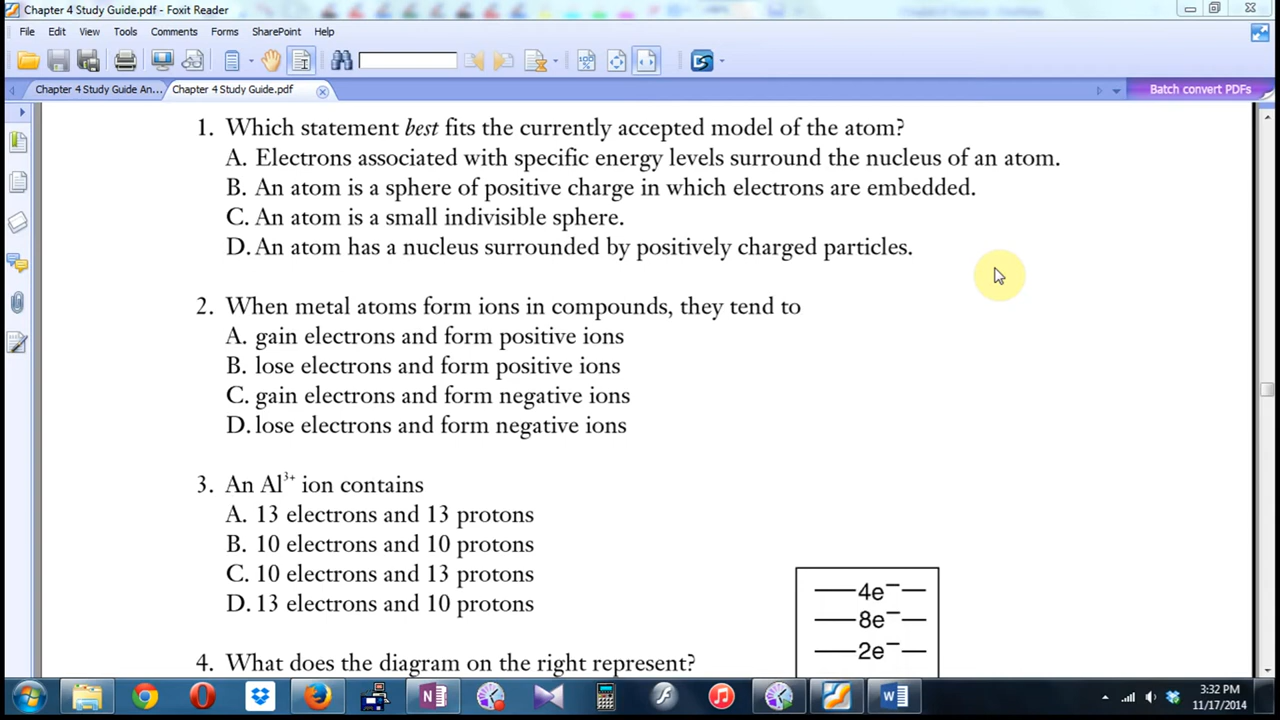 Chapter 4 Study Guide.pdf - Foxit Reader
File Edit View Tools Comments Forms SharePoint Help
Chapter 4 Study Guide An... Chapter 4 Study Guide.pdf Batch convert PDFs
1. Which statement best fits the currently accepted model of the atom?
A. Electrons associated with specific energy levels surround the nucleus of an atom.
B. An atom is a sphere of positive charge in which electrons are embedded.
C. An atom is a small indivisible sphere.
D. An atom has a nucleus surrounded by positively charged particles.
2. When metal atoms form ions in compounds, they tend to
A. gain electrons and form positive ions
B. lose electrons and form positive ions
C. gain electrons and form negative ions
D. lose electrons and form negative ions
3. An Al³⁺ ion contains
A. 13 electrons and 13 protons
B. 10 electrons and 10 protons
C. 10 electrons and 13 protons
D. 13 electrons and 10 protons
4e⁻
8e⁻
2e⁻
4. What does the diagram on the right represent?
3:32 PM
11/17/2014